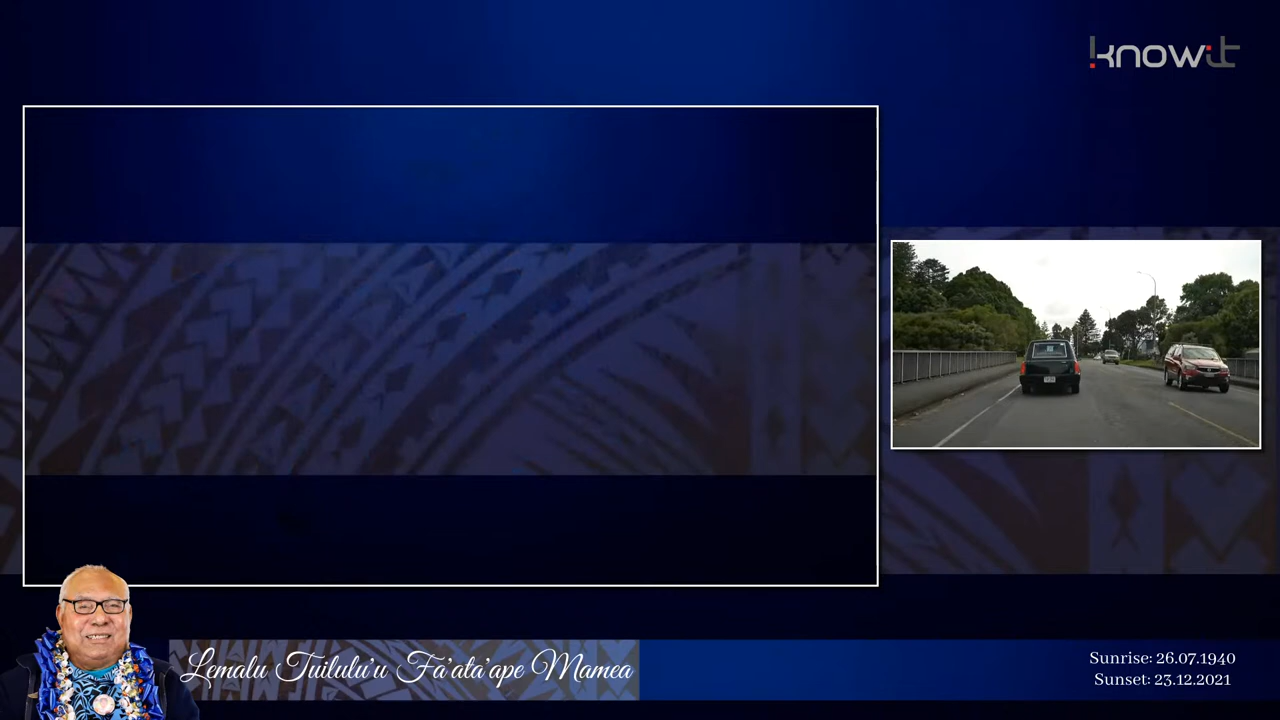 knowit
Lemalu Tuilulu'u Fa'ata'ape Mamea
Sunrise: 26.07.1940
Sunset: 23.12.2021